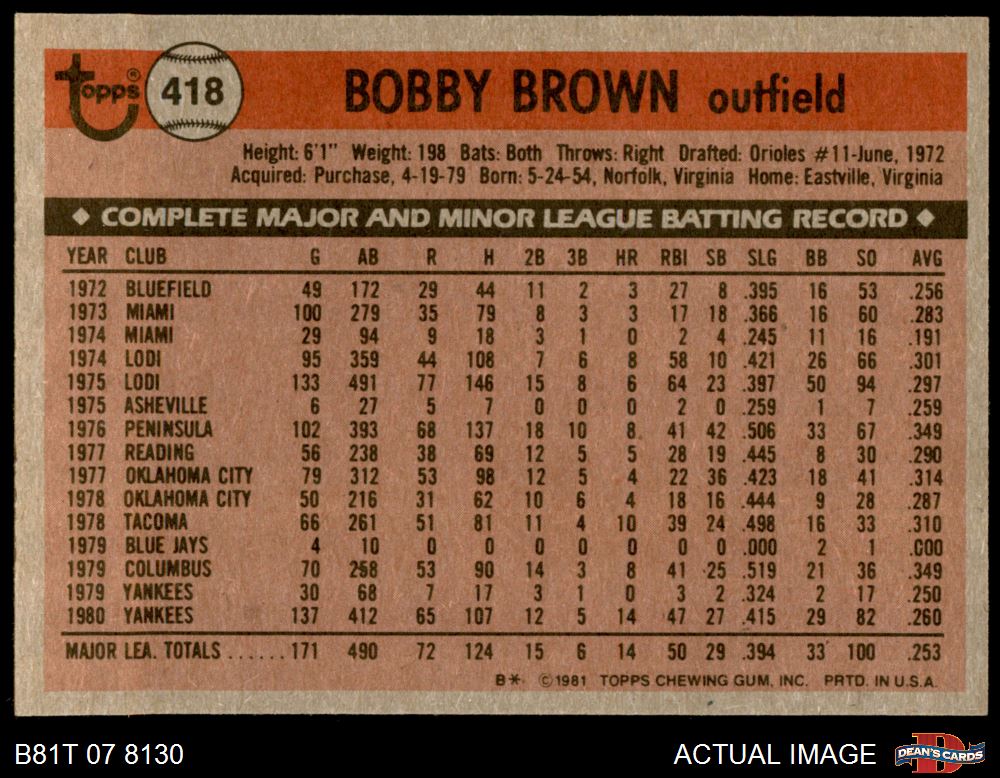 topps® 418 BOBBY BROWN outfield
Height: 6'1" Weight: 198 Bats: Both Throws: Right Drafted: Orioles #11-June, 1972
Acquired: Purchase, 4-19-79 Born: 5-24-54, Norfolk, Virginia Home: Eastville, Virginia
◆ COMPLETE MAJOR AND MINOR LEAGUE BATTING RECORD ◆
YEAR CLUB G AB R H 2B 3B HR RBI SB SLG BB SO AVG
1972 BLUEFIELD 49 172 29 44 11 2 3 27 8 .395 16 53 .256
1973 MIAMI 100 279 35 79 8 3 3 17 18 .366 16 60 .283
1974 MIAMI 29 94 9 18 3 1 0 2 4 .245 11 16 .191
1974 LODI 95 359 44 108 7 6 8 58 10 .421 26 66 .301
1975 LODI 133 491 77 146 15 8 6 64 23 .397 50 94 .297
1975 ASHEVILLE 6 27 5 7 0 0 0 2 0 .259 1 7 .259
1976 PENINSULA 102 393 68 137 18 10 8 41 42 .506 33 67 .349
1977 READING 56 238 38 69 12 5 5 28 19 .445 8 30 .290
1977 OKLAHOMA CITY 79 312 53 98 12 5 4 22 36 .423 18 41 .314
1978 OKLAHOMA CITY 50 216 31 62 10 6 4 18 16 .444 9 28 .287
1978 TACOMA 66 261 51 81 11 4 10 39 24 .498 16 33 .310
1979 BLUE JAYS 4 10 0 0 0 0 0 0 0 .000 2 1 .000
1979 COLUMBUS 70 258 53 90 14 3 8 41 25 .519 21 36 .349
1979 YANKEES 30 68 7 17 3 1 0 3 2 .324 2 17 .250
1980 YANKEES 137 412 65 107 12 5 14 47 27 .415 29 82 .260
MAJOR LEA. TOTALS ...... 171 490 72 124 15 6 14 50 29 .394 33 100 .253
B* ©1981 TOPPS CHEWING GUM, INC. PRTD. IN U.S.A.
B81T 07 8130 ACTUAL IMAGE D DEAN'S CARDS